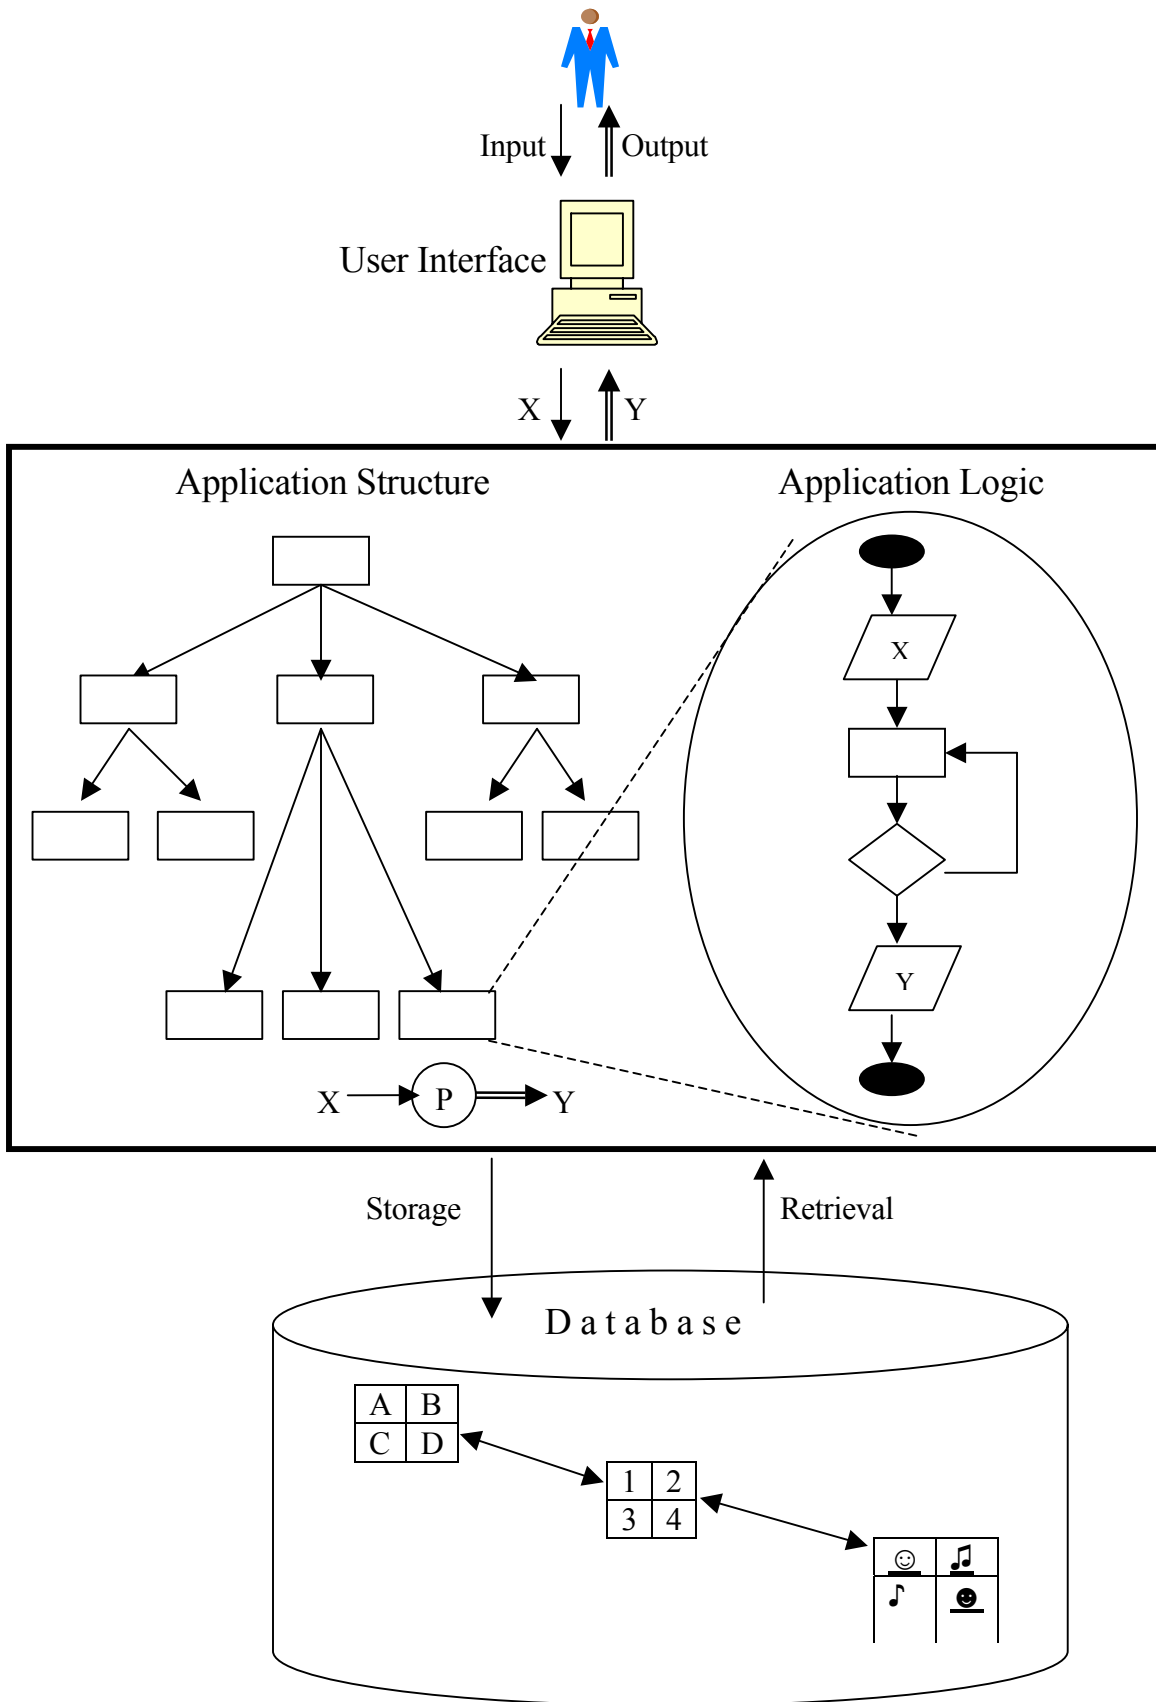 Input Output
User Interface
X Y
Application Structure Application Logic
X
Y
X P Y
Storage Retrieval
Database
A B
C D
1 2
3 4
☺ ♫
♪ ☻